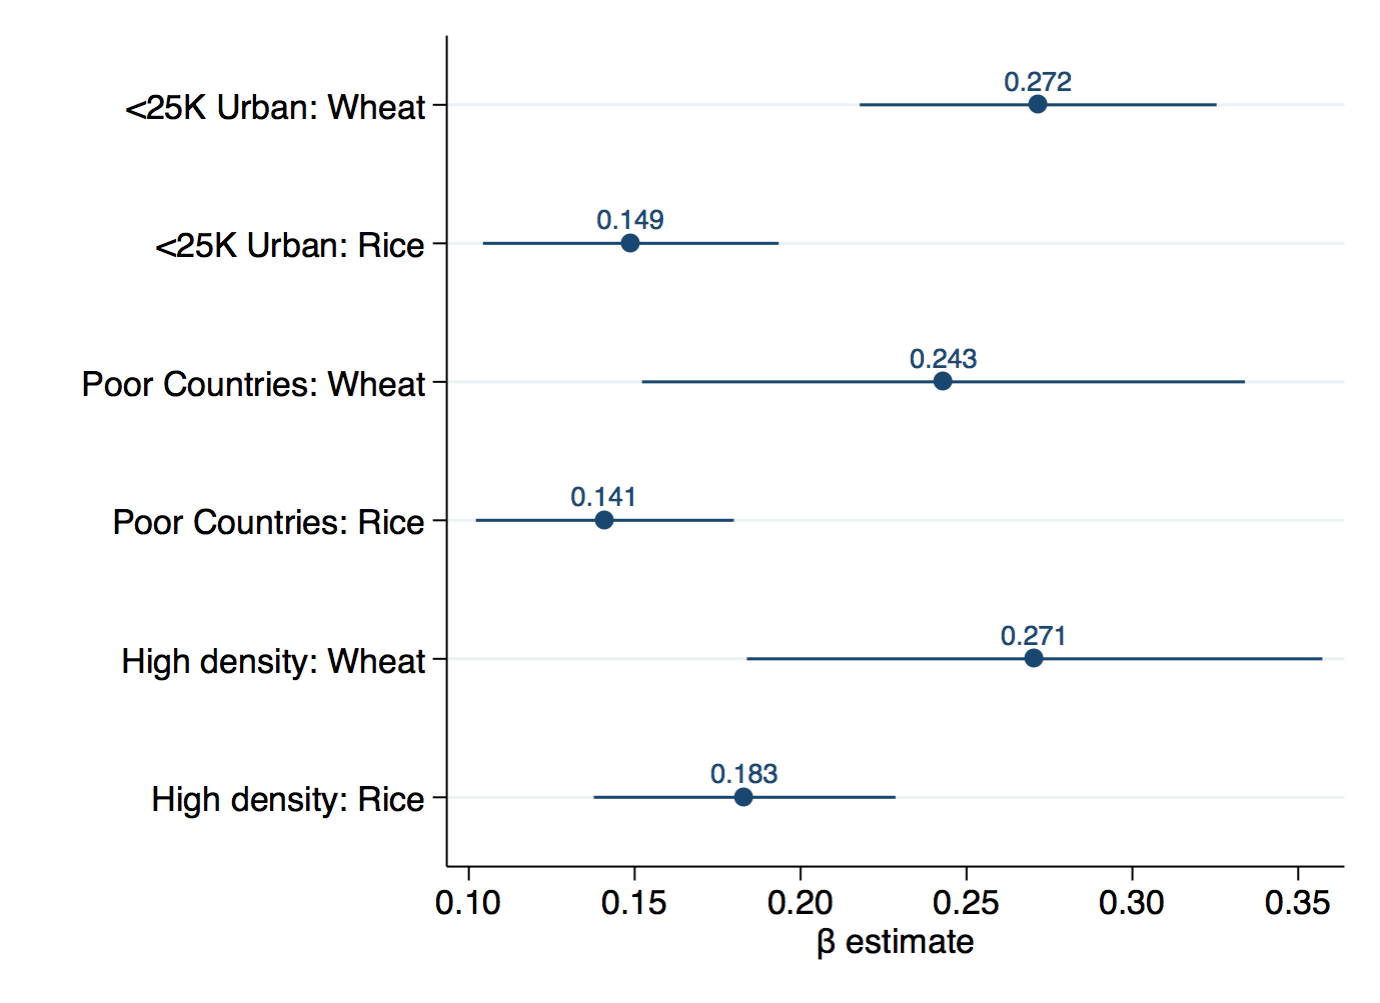 0.272
<25K Urban: Wheat
0.149
<25K Urban: Rice
0.243
Poor Countries: Wheat
0.141
Poor Countries: Rice
0.271
High density: Wheat
0.183
High density: Rice
0.10 0.15 0.20 0.25 0.30 0.35
β estimate